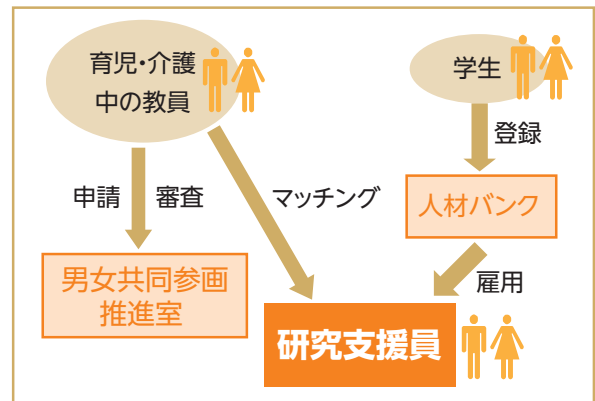 育児・介護
中の教員
学生
登録
申請
審査
マッチング
人材バンク
男女共同参画
推進室
雇用
研究支援員